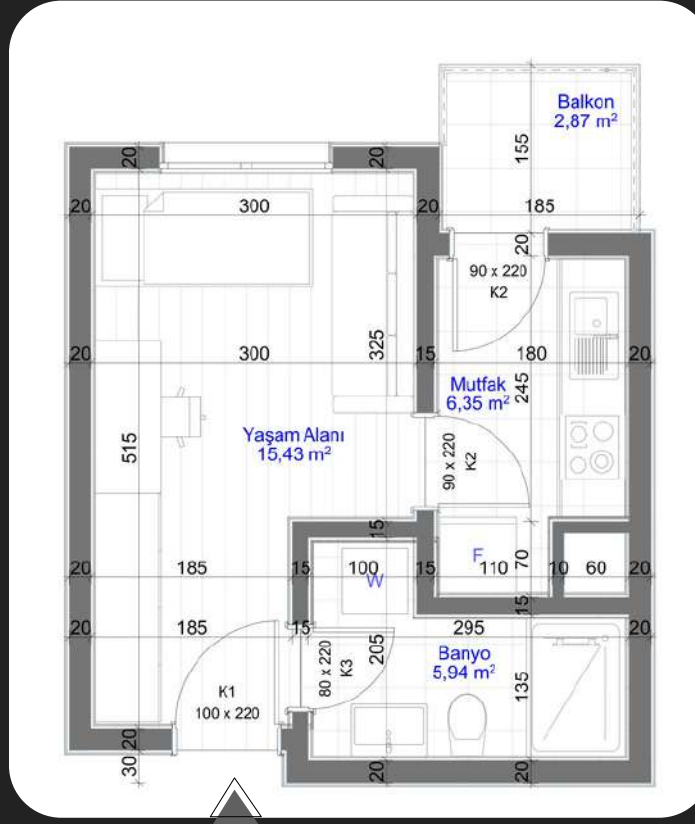 Balkon
2,87 m²
155
20
20
20
300
20
185
20
90 x 220
K2
20
300
325
15
180
20
245
Mutfak
6,35 m²
Yaşam Alanı
15,43 m²
515
90 x 220
K2
15
F
70
20
185
15
100
W
15
110
10
60
20
15
20
185
15
205
295
20
80 x 220
K3
Banyo
5,94 m²
135
K1
100 x 220
20
30
20
20